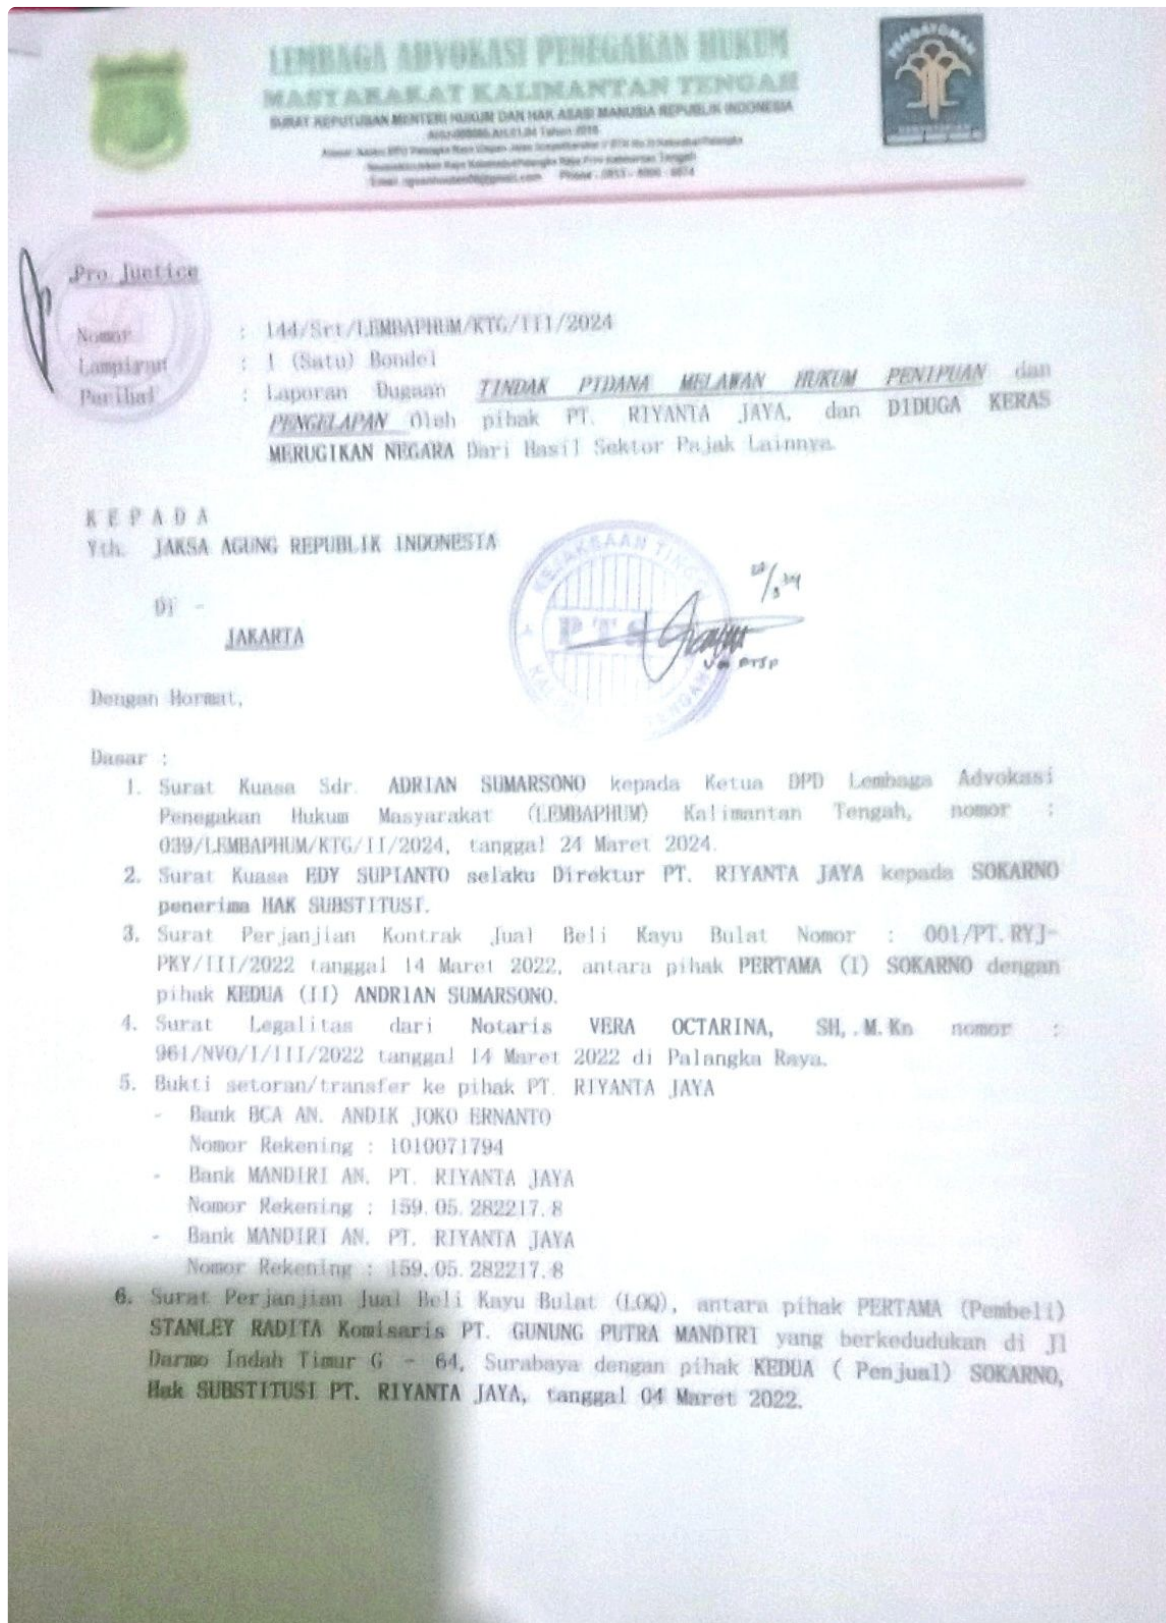 LEMBAGA ADVOKASI PENEGAKAN HUKUM
MASYARAKAT KALIMANTAN TENGAH
SURAT KEPUTUSAN MENTERI HUKUM DAN HAK ASASI MANUSIA REPUBLIK INDONESIA
PENGAYOMAN
Pro Justice
Nomor : 144/Srt/LEMBAPHUM/KTG/III/2024
Lampiran : 1 (Satu) Bondel
Perihal : Laporan Dugaan TINDAK PIDANA MELAWAN HUKUM PENIPUAN dan
PENGELAPAN Oleh pihak PT. RIYANTA JAYA, dan DIDUGA KERAS
MERUGIKAN NEGARA Dari Hasil Sektor Pajak Lainnya.
K E P A D A
Yth. JAKSA AGUNG REPUBLIK INDONESIA
KEJAKSAAN TINGGI
PTS
KALIMANTAN TENGAH
DI -
JAKARTA
Dengan Hormat,
Dasar :
1. Surat Kuasa Sdr. ADRIAN SUMARSONO kepada Ketua DPD Lembaga Advokasi
Penegakan Hukum Masyarakat (LEMBAPHUM) Kalimantan Tengah, nomor :
039/LEMBAPHUM/KTG/II/2024, tanggal 24 Maret 2024.
2. Surat Kuasa EDY SUPIANTO selaku Direktur PT. RIYANTA JAYA kepada SOKARNO
penerima HAK SUBSTITUSI.
3. Surat Perjanjian Kontrak Jual Beli Kayu Bulat Nomor : 001/PT.RYJ-
PKY/III/2022 tanggal 14 Maret 2022, antara pihak PERTAMA (I) SOKARNO dengan
pihak KEDUA (II) ANDRIAN SUMARSONO.
4. Surat Legalitas dari Notaris VERA OCTARINA, SH,.M.Kn nomor :
961/NVO/I/III/2022 tanggal 14 Maret 2022 di Palangka Raya.
5. Bukti setoran/transfer ke pihak PT. RIYANTA JAYA
- Bank BCA AN. ANDIK JOKO ERNANTO
Nomor Rekening : 1010071794
- Bank MANDIRI AN. PT. RIYANTA JAYA
Nomor Rekening : 159.05.282217.8
- Bank MANDIRI AN. PT. RIYANTA JAYA
Nomor Rekening : 159.05.282217.8
6. Surat Perjanjian Jual Beli Kayu Bulat (LOQ), antara pihak PERTAMA (Pembeli)
STANLEY RADITA Komisaris PT. GUNUNG PUTRA MANDIRI yang berkedudukan di Jl
Darmo Indah Timur G - 64, Surabaya dengan pihak KEDUA ( Penjual) SOKARNO,
Hak SUBSTITUSI PT. RIYANTA JAYA, tanggal 04 Maret 2022.